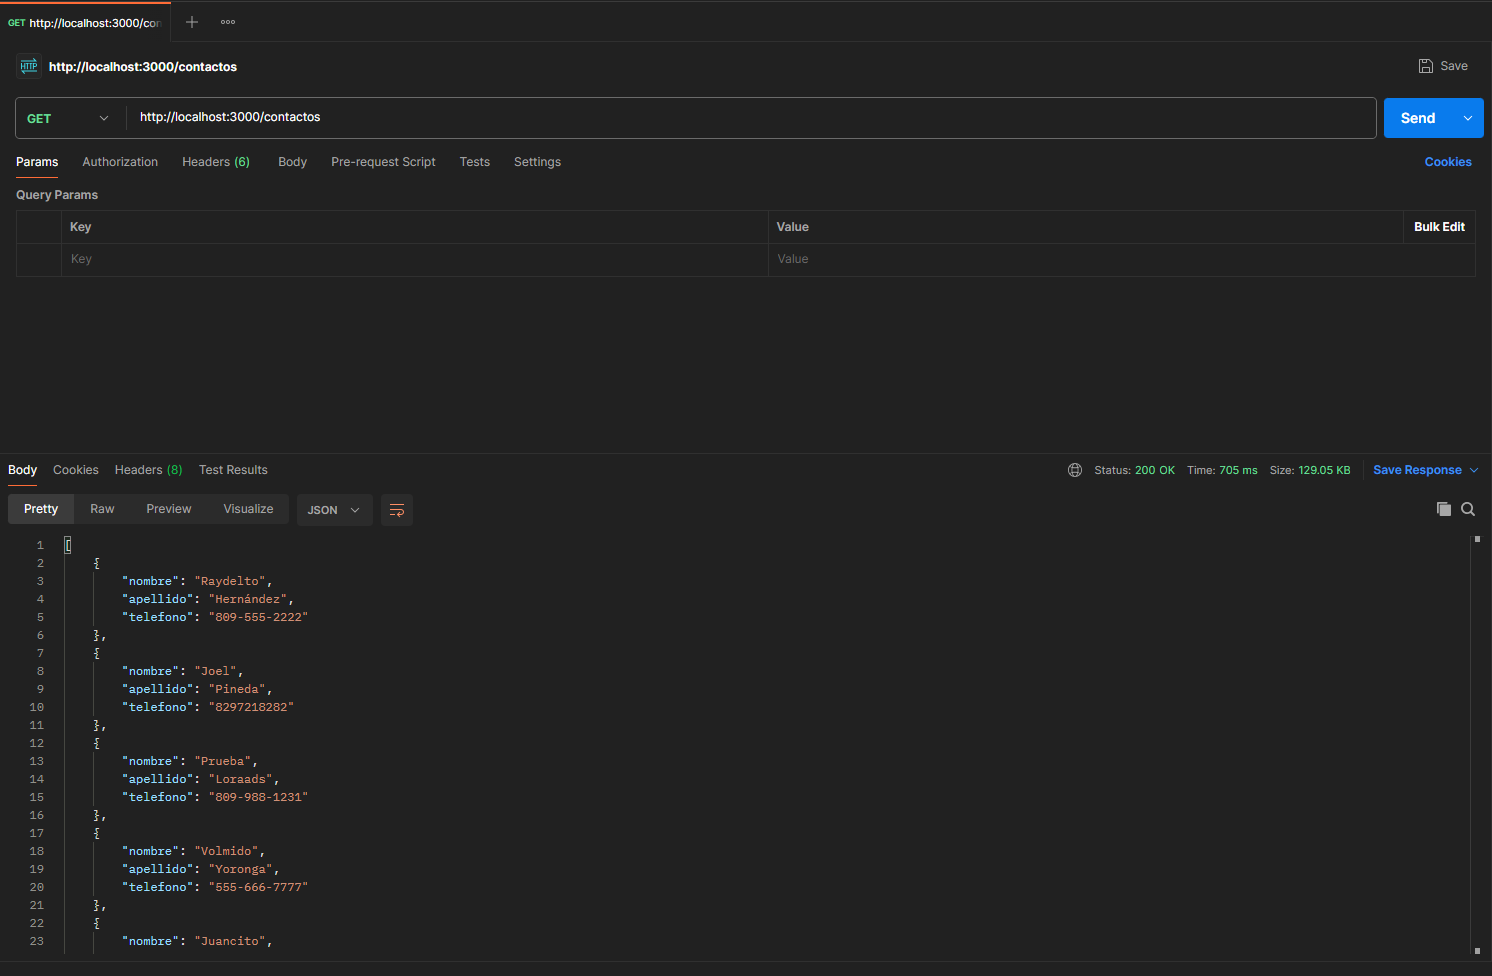 GET http://localhost:3000/con
HTTP http://localhost:3000/contactos
Save
GET http://localhost:3000/contactos
Send
Params Authorization Headers (6) Body Pre-request Script Tests Settings
Cookies
Query Params
Key Value Bulk Edit
Key Value
Body Cookies Headers (8) Test Results
Status: 200 OK Time: 705 ms Size: 129.05 KB Save Response
Pretty Raw Preview Visualize JSON
1 [
2 {
3 "nombre": "Raydelto",
4 "apellido": "Hernández",
5 "telefono": "809-555-2222"
6 },
7 {
8 "nombre": "Joel",
9 "apellido": "Pineda",
10 "telefono": "8297218282"
11 },
12 {
13 "nombre": "Prueba",
14 "apellido": "Loraads",
15 "telefono": "809-988-1231"
16 },
17 {
18 "nombre": "Volmido",
19 "apellido": "Yoronga",
20 "telefono": "555-666-7777"
21 },
22 {
23 "nombre": "Juancito",